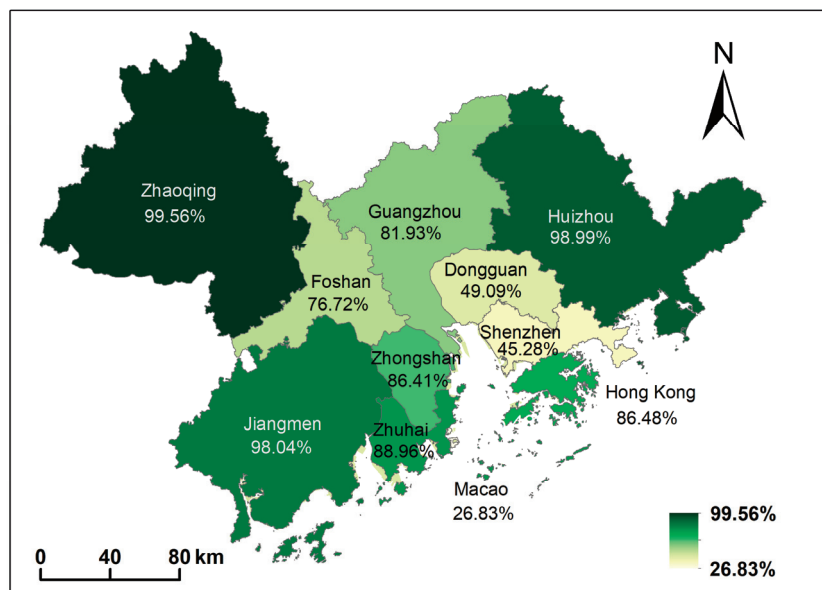 N
Zhaoqing
99.56%
Guangzhou
81.93%
Huizhou
98.99%
Dongguan
49.09%
Foshan
76.72%
Shenzhen
45.28%
Zhongshan
86.41%
Hong Kong
86.48%
Jiangmen
98.04%
Zhuhai
88.96%
Macao
26.83%
99.56%
26.83%
0 40 80 km